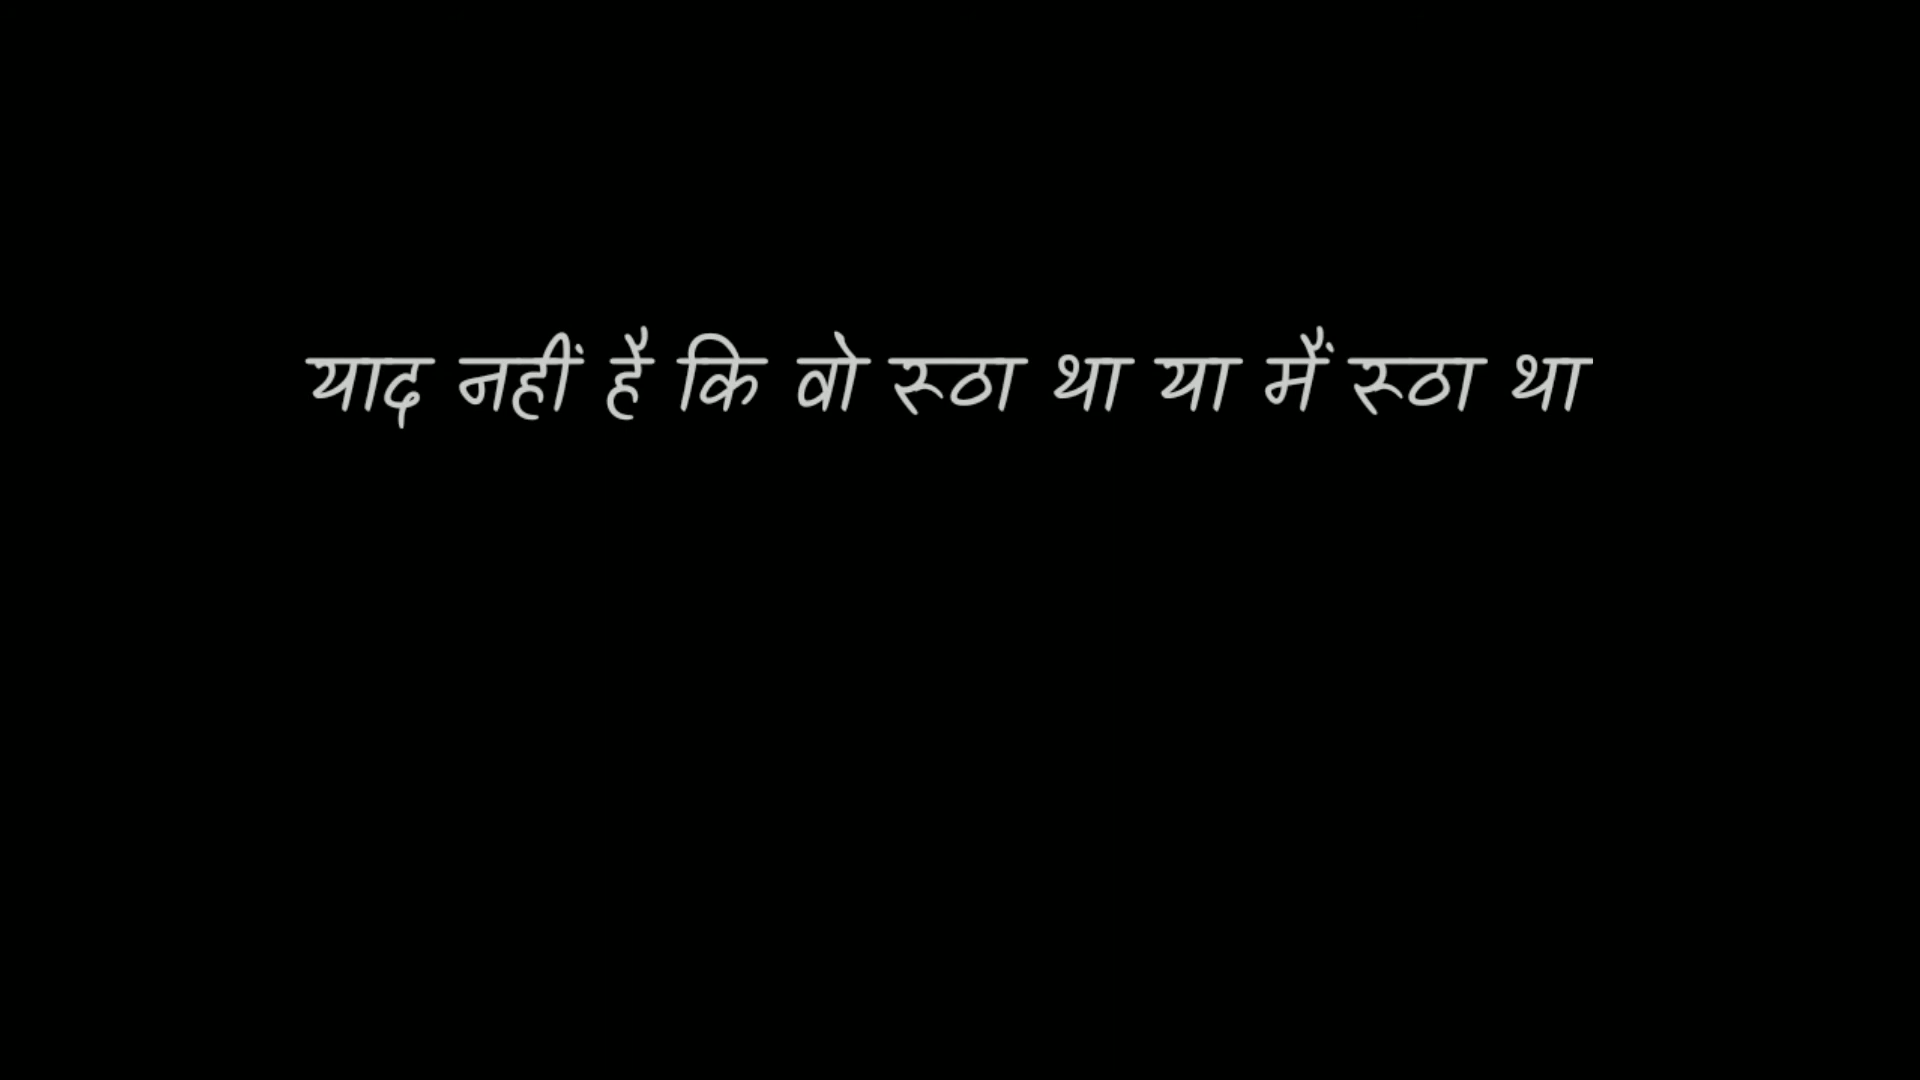 याद नहीं है कि वो रूठा था या मैं रूठा था